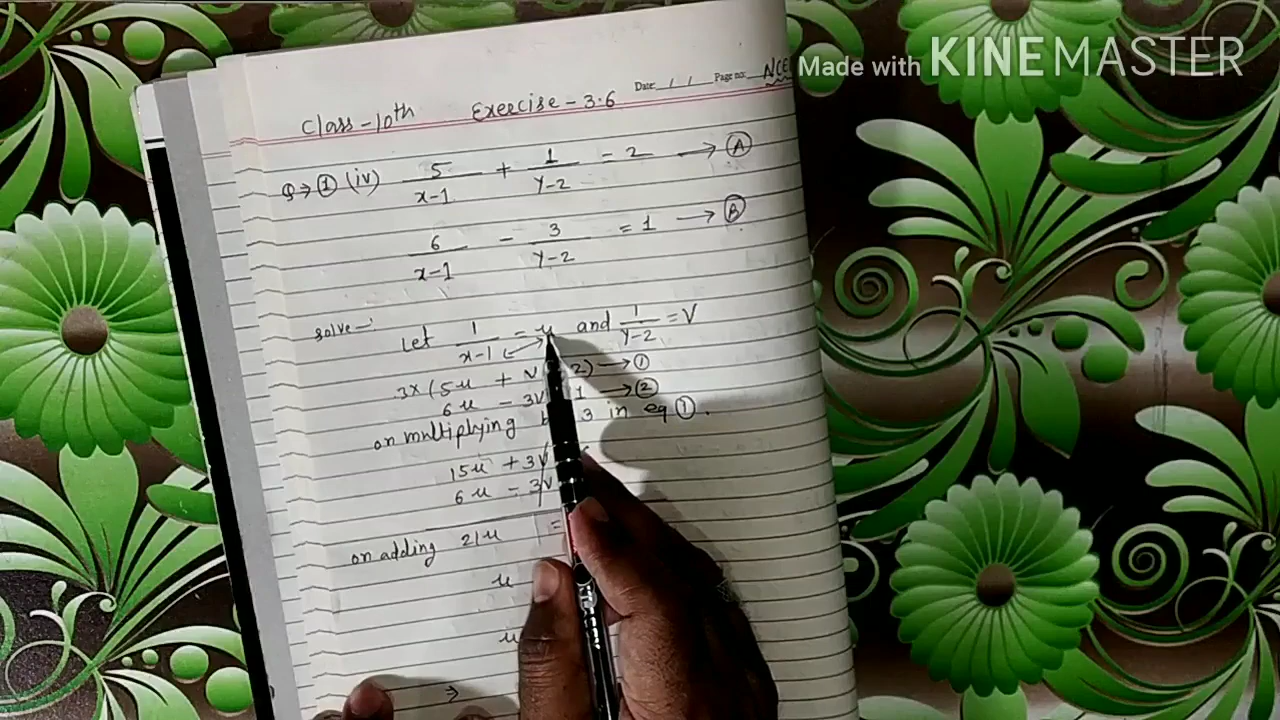 Made with KINEMASTER
Date / / Page no: NCE
Class-10th Exercise-3.6
Q→① (iv) 5/x-1 + 1/y-2 = 2 → Ⓐ
6/x-1 - 3/y-2 = 1 → Ⓑ
solve-: Let 1/x-1 = u and 1/y-2 = V
3×(5u + V 2) → ①
6u - 3V 1 → ②
on multiplying 3 in eq ①.
15u + 3V
6u - 3V
on adding 21u =
u
u
→